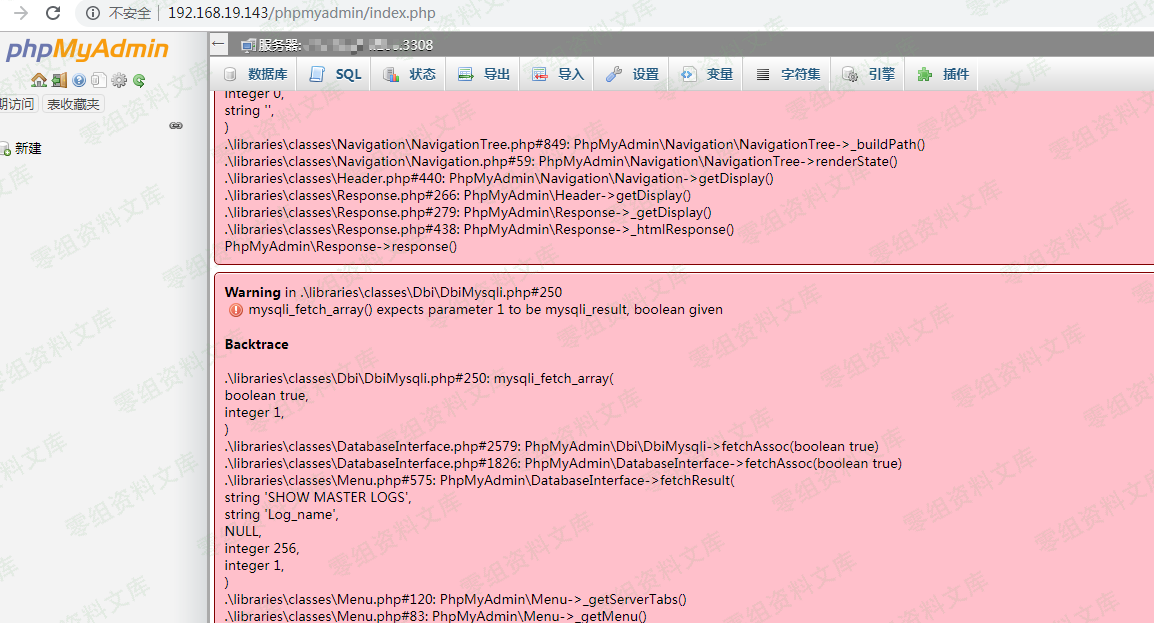 不安全 | 192.168.19.143/phpmyadmin/index.php
phpMyAdmin
期访问 表收藏夹
新建
服务器: .3308
数据库 SQL 状态 导出 导入 设置 变量 字符集 引擎 插件
integer 0,
string '',
)
.\libraries\classes\Navigation\NavigationTree.php#849: PhpMyAdmin\Navigation\NavigationTree->_buildPath()
.\libraries\classes\Navigation\Navigation.php#59: PhpMyAdmin\Navigation\NavigationTree->renderState()
.\libraries\classes\Header.php#440: PhpMyAdmin\Navigation\Navigation->getDisplay()
.\libraries\classes\Response.php#266: PhpMyAdmin\Header->getDisplay()
.\libraries\classes\Response.php#279: PhpMyAdmin\Response->_getDisplay()
.\libraries\classes\Response.php#438: PhpMyAdmin\Response->_htmlResponse()
PhpMyAdmin\Response->response()
Warning in .\libraries\classes\Dbi\DbiMysqli.php#250
mysqli_fetch_array() expects parameter 1 to be mysqli_result, boolean given
Backtrace
.\libraries\classes\Dbi\DbiMysqli.php#250: mysqli_fetch_array(
boolean true,
integer 1,
)
.\libraries\classes\DatabaseInterface.php#2579: PhpMyAdmin\Dbi\DbiMysqli->fetchAssoc(boolean true)
.\libraries\classes\DatabaseInterface.php#1826: PhpMyAdmin\DatabaseInterface->fetchAssoc(boolean true)
.\libraries\classes\Menu.php#575: PhpMyAdmin\DatabaseInterface->fetchResult(
string 'SHOW MASTER LOGS',
string 'Log_name',
NULL,
integer 256,
integer 1,
)
.\libraries\classes\Menu.php#120: PhpMyAdmin\Menu->_getServerTabs()
.\libraries\classes\Menu.php#83: PhpMyAdmin\Menu->_getMenu()
零组资料文库